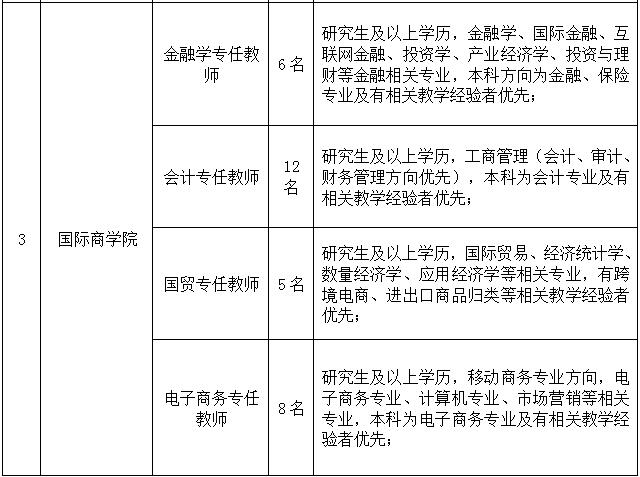 3
国际商学院
金融学专任教
师
6名
研究生及以上学历，金融学、国际金融、互
联网金融、投资学、产业经济学、投资与理
财等金融相关专业，本科方向为金融、保险
专业及有相关教学经验者优先；
会计专任教师
12
名
研究生及以上学历，工商管理（会计、审计、
财务管理方向优先），本科为会计专业及有
相关教学经验者优先；
国贸专任教师
5名
研究生及以上学历，国际贸易、经济统计学、
数量经济学、应用经济学等相关专业，有跨
境电商、进出口商品归类等相关教学经验者
优先；
电子商务专任
教师
8名
研究生及以上学历，移动商务专业方向，电
子商务专业、计算机专业、市场营销等相关
专业，本科为电子商务专业及有相关教学经
验者优先；